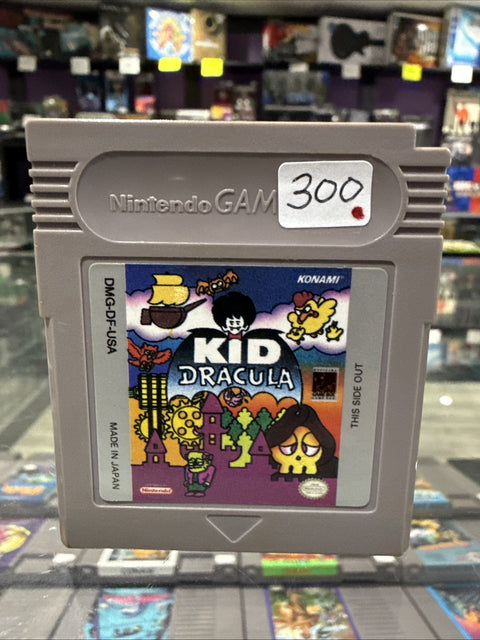 Nintendo GAM
300
DMG-DF-USA
MADE IN JAPAN
KONAMI
KID
DRACULA
THIS SIDE OUT
Nintendo